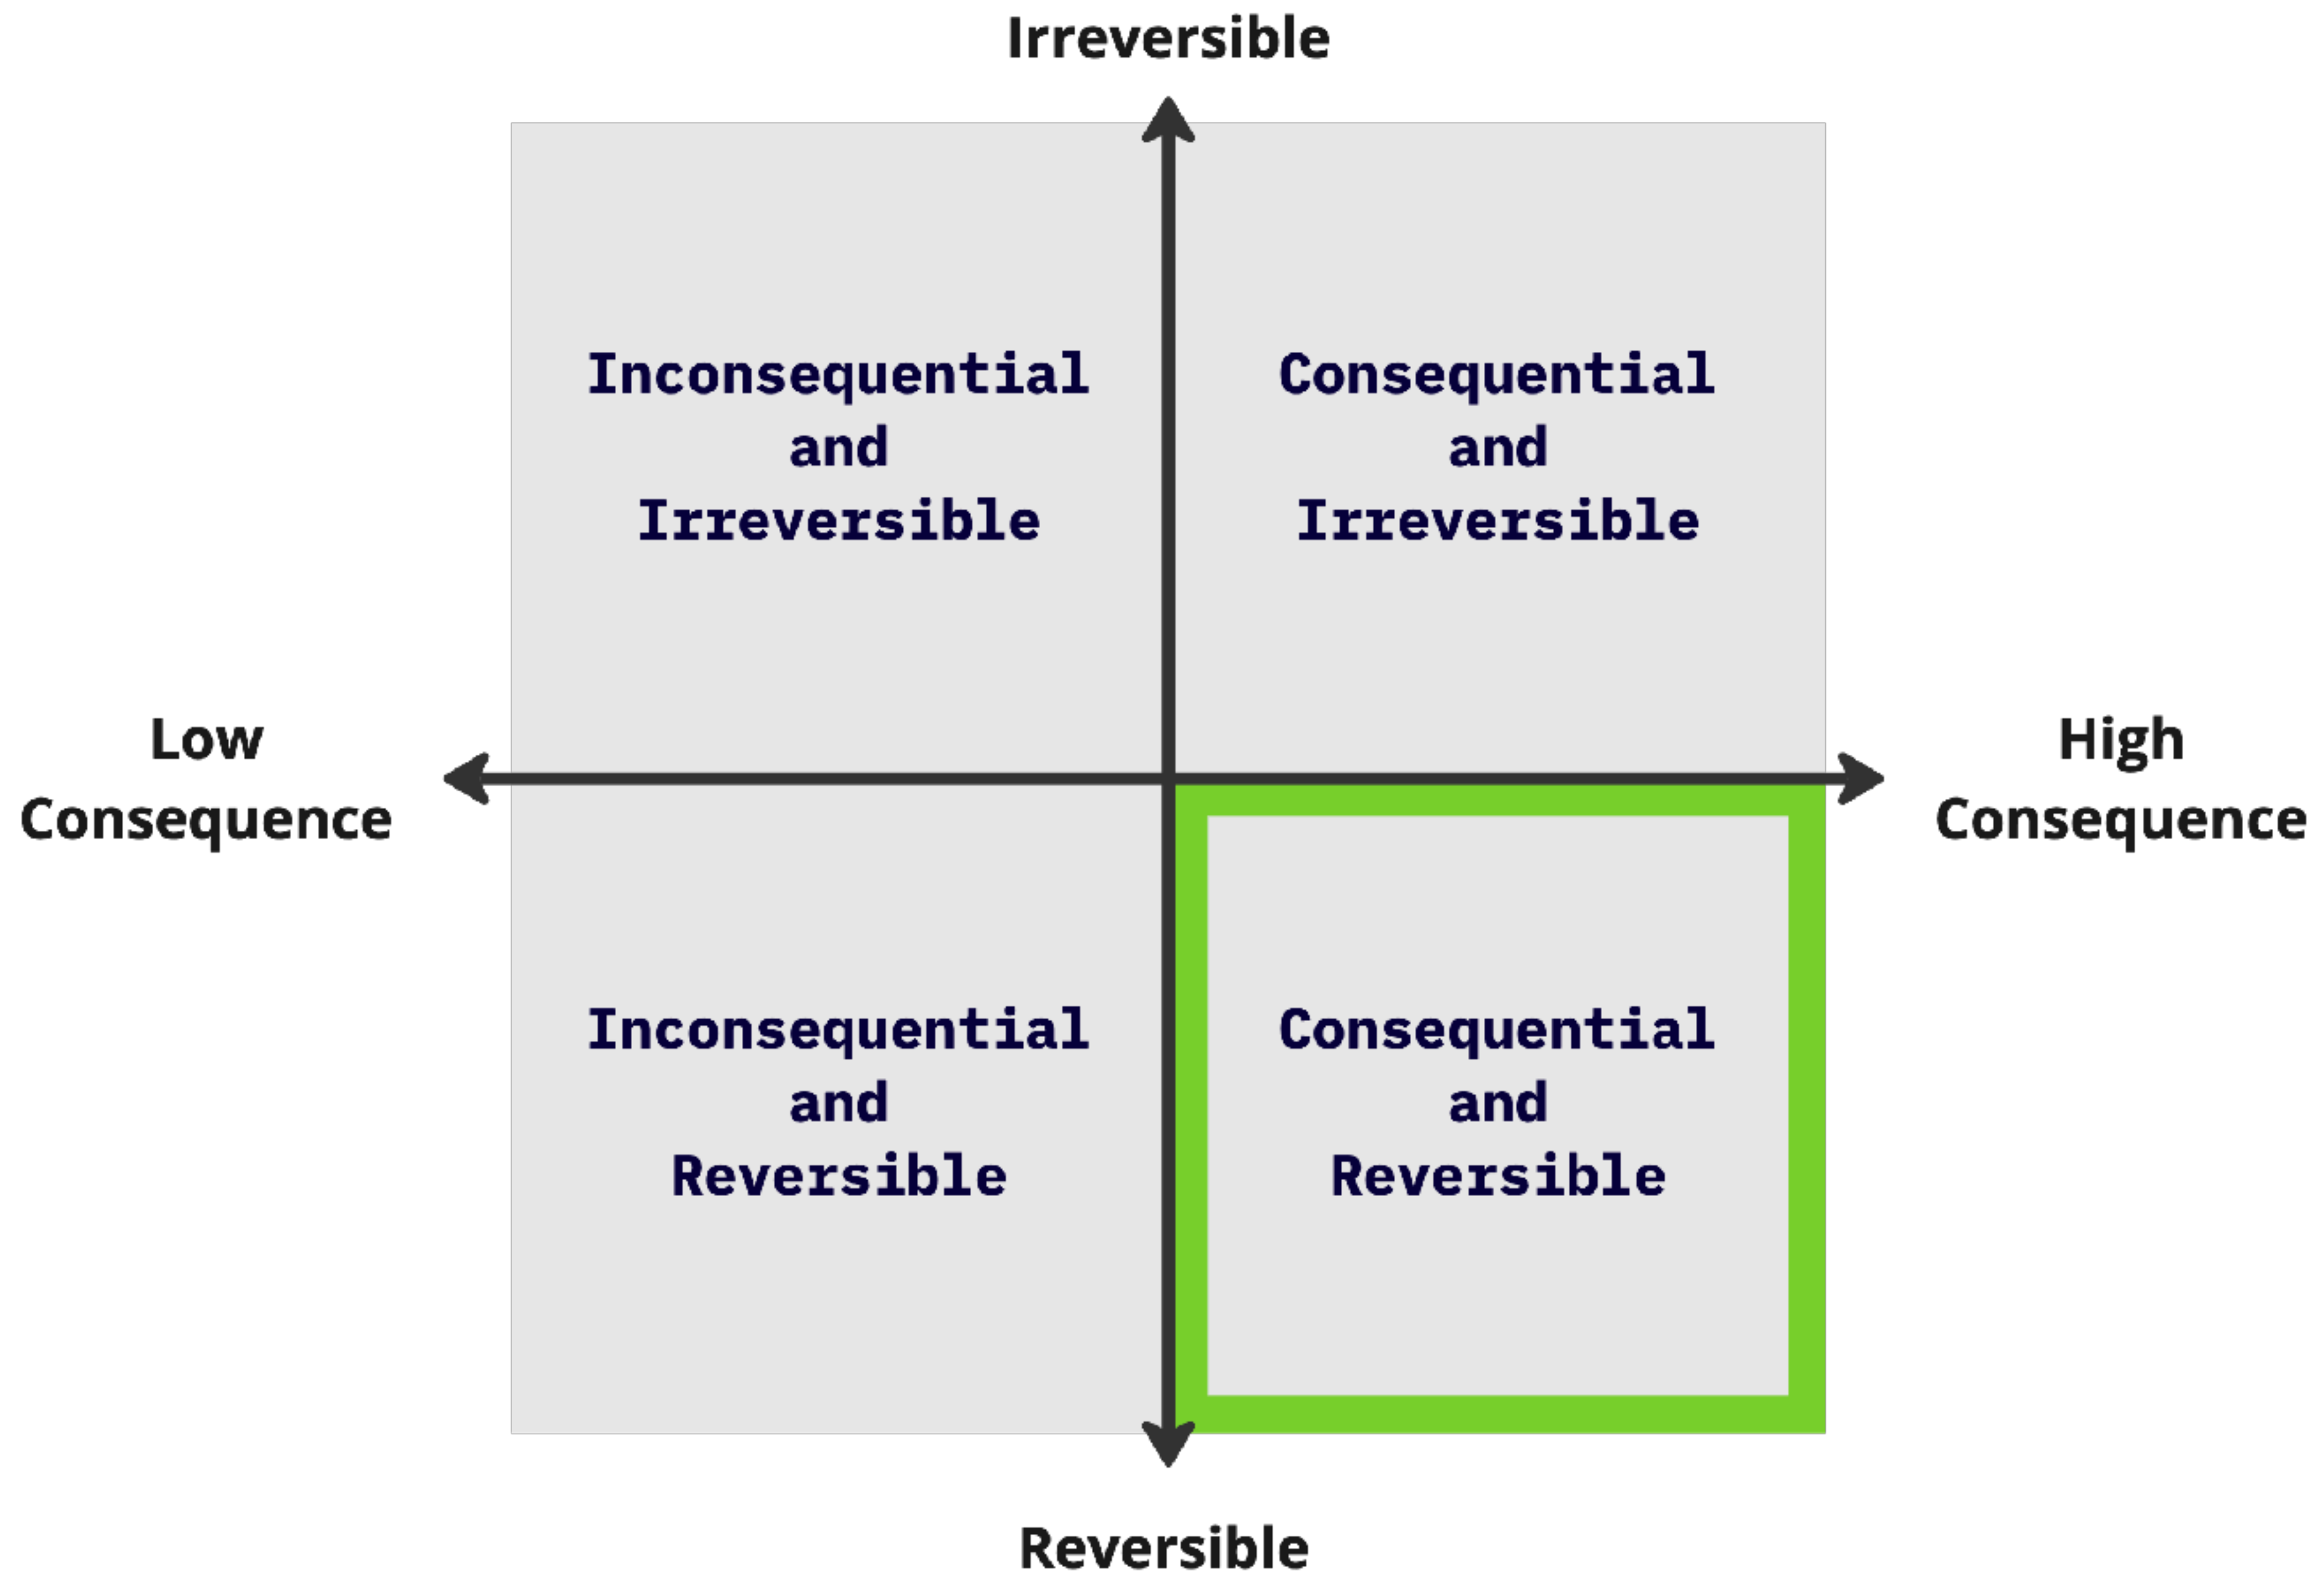 Irreversible
Inconsequential
and
Irreversible
Consequential
and
Irreversible
Low
Consequence
High
Consequence
Inconsequential
and
Reversible
Consequential
and
Reversible
Reversible